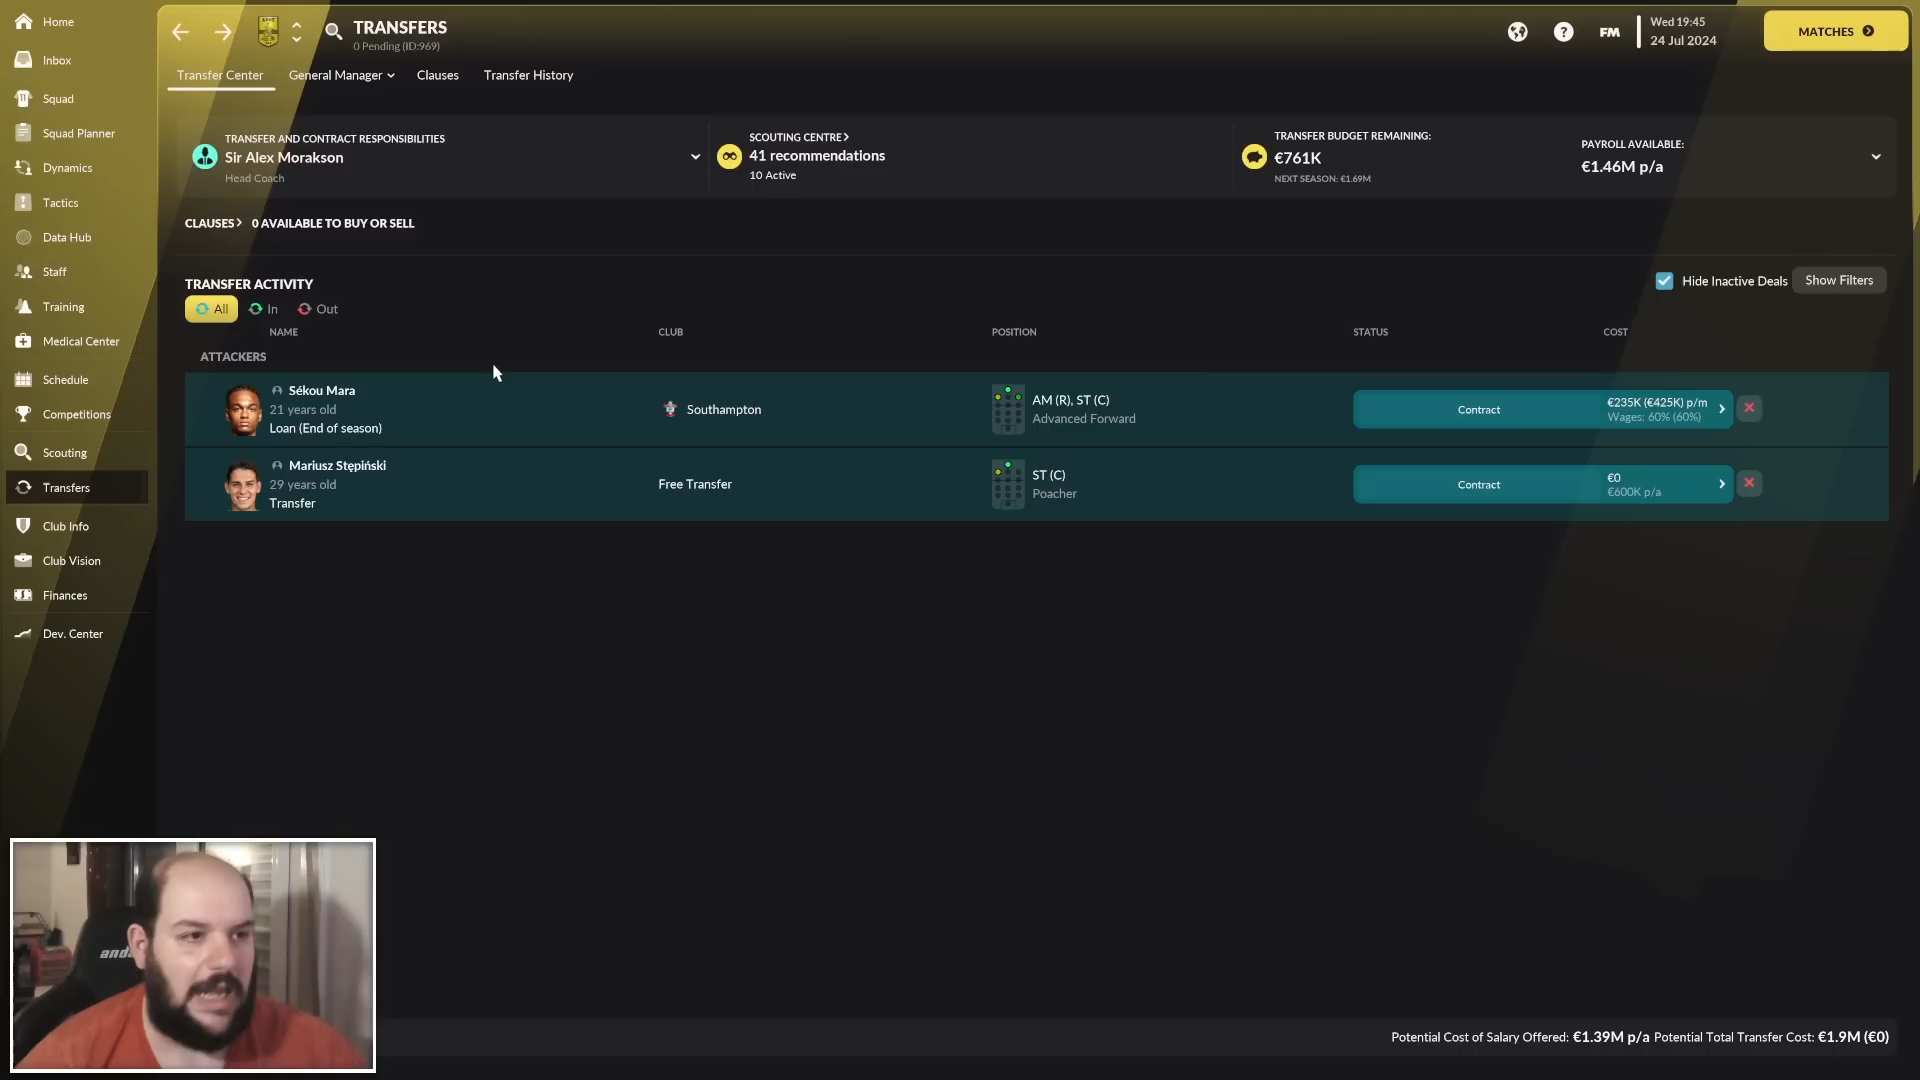 Home
Inbox
Squad
Squad Planner
Dynamics
Tactics
Data Hub
Staff
Training
Medical Center
Schedule
Competitions
Scouting
Transfers
Club Info
Club Vision
Finances
Dev. Center
TRANSFERS
0 Pending (ID:969)
FM
Wed 19:45
24 Jul 2024
MATCHES
Transfer Center
General Manager
Clauses
Transfer History
TRANSFER AND CONTRACT RESPONSIBILITIES
Sir Alex Morakson
Head Coach
SCOUTING CENTRE>
41 recommendations
10 Active
TRANSFER BUDGET REMAINING:
€761K
NEXT SEASON: €1.69M
PAYROLL AVAILABLE:
€1.46M p/a
CLAUSES> 0 AVAILABLE TO BUY OR SELL
TRANSFER ACTIVITY
Hide Inactive Deals
Show Filters
All
In
Out
NAME CLUB POSITION STATUS COST
ATTACKERS
Sékou Mara
21 years old
Loan (End of season)
Southampton
AM (R), ST (C)
Advanced Forward
Contract
€235K (€425K) p/m
Wages: 60% (60%)
Mariusz Stępiński
29 years old
Transfer
Free Transfer
ST (C)
Poacher
Contract
€0
€600K p/a
Potential Cost of Salary Offered: €1.39M p/a Potential Total Transfer Cost: €1.9M (€0)